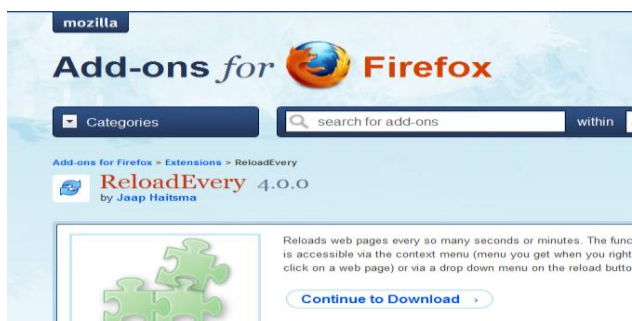 mozilla
Add-ons for Firefox
Categories
search for add-ons
within
Add-ons for Firefox > Extensions > ReloadEvery
ReloadEvery 4.0.0
by Jaap Haitsma
Reloads web pages every so many seconds or minutes. The func
is accessible via the context menu (menu you get when you right
click on a web page) or via a drop down menu on the reload butto
Continue to Download ›